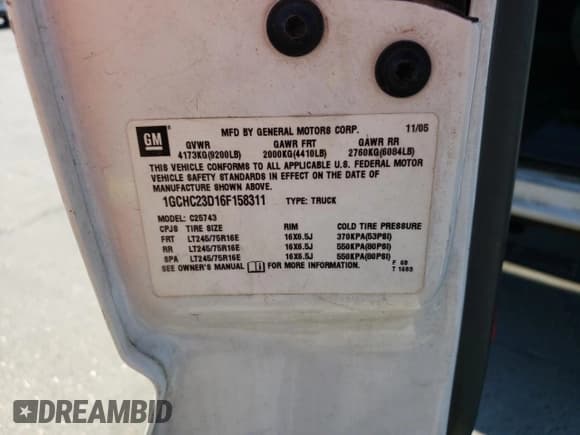 GM
MFD BY GENERAL MOTORS CORP. 11/05
GVWR GAWR FRT GAWR RR
4173KG(9200LB) 2000KG(4410LB) 2760KG(6084LB)
THIS VEHICLE CONFORMS TO ALL APPLICABLE U.S. FEDERAL MOTOR
VEHICLE SAFETY STANDARDS IN EFFECT ON THE DATE OF
MANUFACTURE SHOWN ABOVE.
1GCHC23D16F158311 TYPE: TRUCK
MODEL: C25743
CPJS TIRE SIZE RIM COLD TIRE PRESSURE
FRT LT245/75R16E 16X6.5J 370KPA(53PSI)
RR LT245/75R16E 16X6.5J 550KPA(80PSI)
SPA LT245/75R16E 16X6.5J 550KPA(80PSI)
SEE OWNER'S MANUAL FOR MORE INFORMATION.
F 60
T 1693
DREAMBID